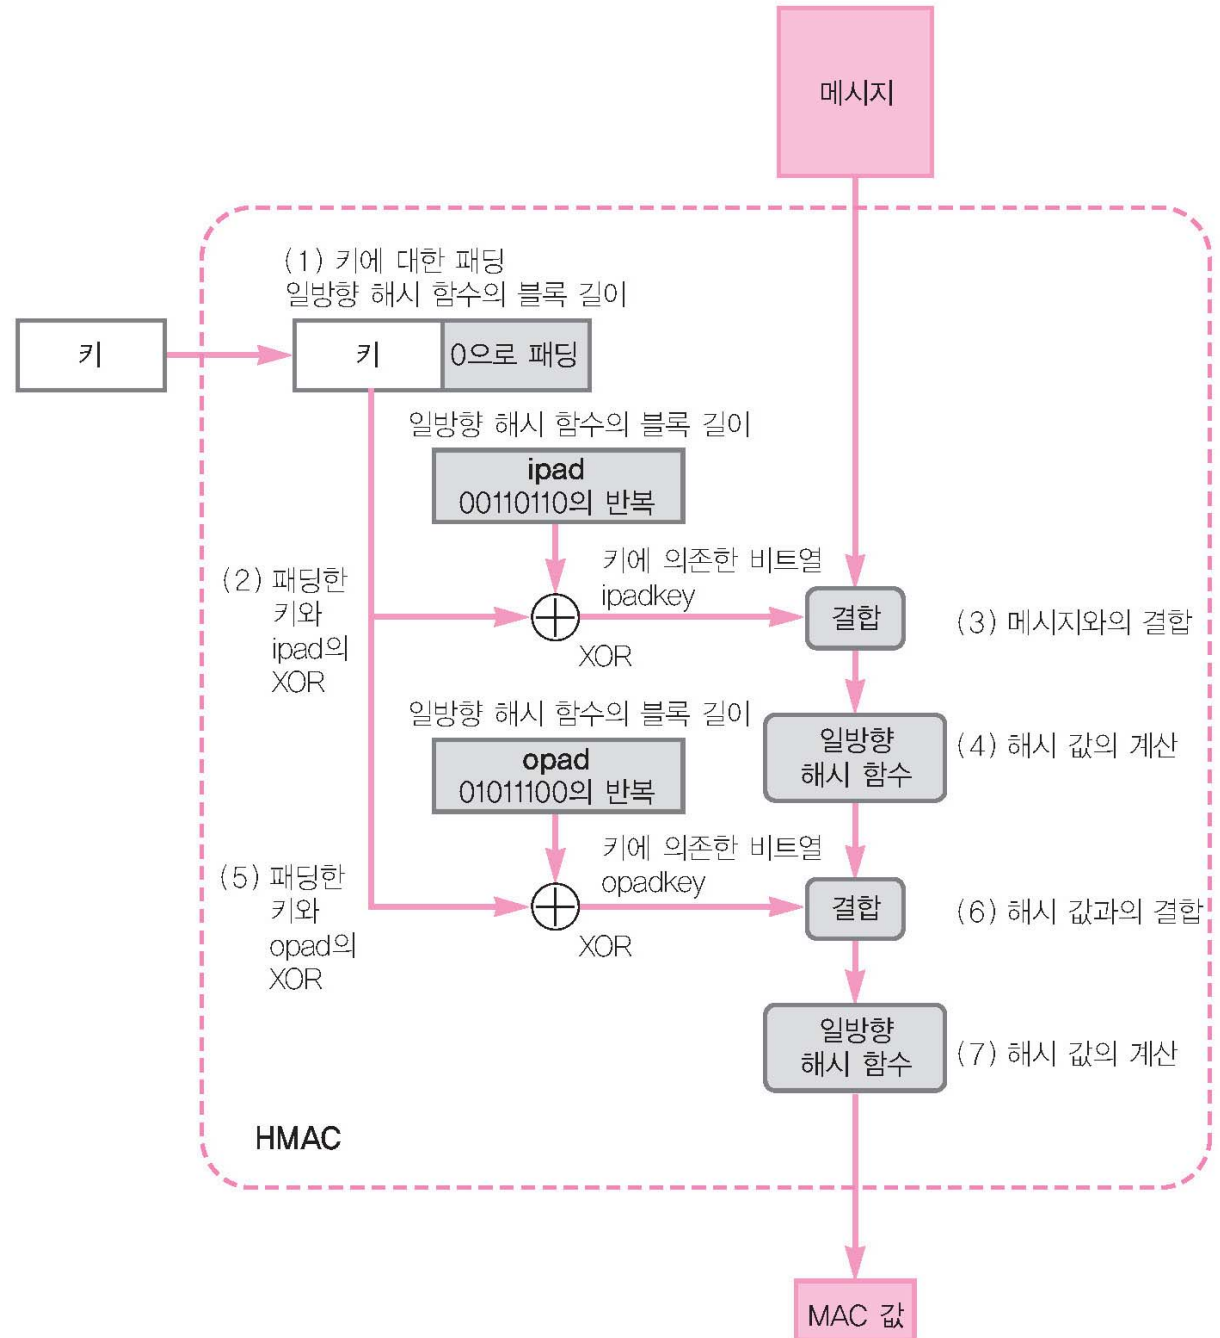 메시지
(1) 키에 대한 패딩
일방향 해시 함수의 블록 길이
키
키
0으로 패딩
일방향 해시 함수의 블록 길이
ipad
00110110의 반복
(2) 패딩한
키와
ipad의
XOR
키에 의존한 비트열
ipadkey
XOR
결합
(3) 메시지와의 결합
일방향 해시 함수의 블록 길이
opad
01011100의 반복
일방향
해시 함수
(4) 해시 값의 계산
(5) 패딩한
키와
opad의
XOR
키에 의존한 비트열
opadkey
XOR
결합
(6) 해시 값과의 결합
일방향
해시 함수
(7) 해시 값의 계산
HMAC
MAC 값